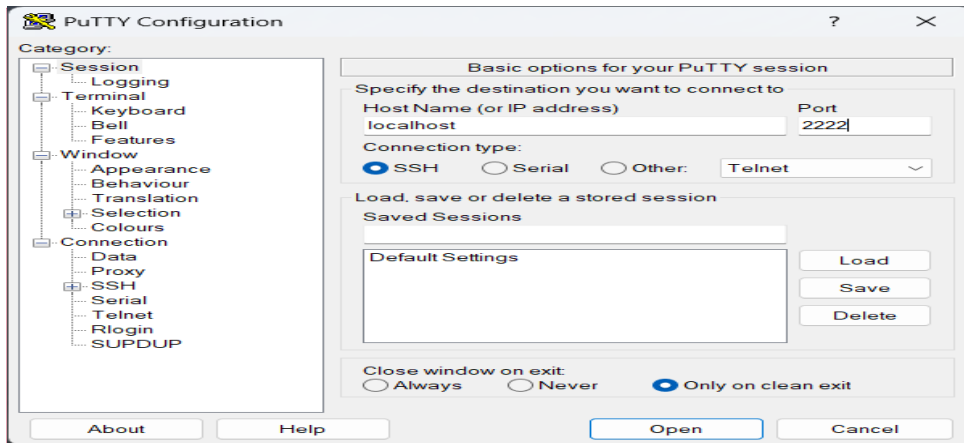 PuTTY Configuration
?
Category:
Session
Logging
Terminal
Keyboard
Bell
Features
Window
Appearance
Behaviour
Translation
Selection
Colours
Connection
Data
Proxy
SSH
Serial
Telnet
Rlogin
SUPDUP
Basic options for your PuTTY session
Specify the destination you want to connect to
Host Name (or IP address) Port
localhost 2222
Connection type:
SSH Serial Other: Telnet
Load, save or delete a stored session
Saved Sessions
Default Settings
Load
Save
Delete
Close window on exit:
Always Never Only on clean exit
About Help Open Cancel